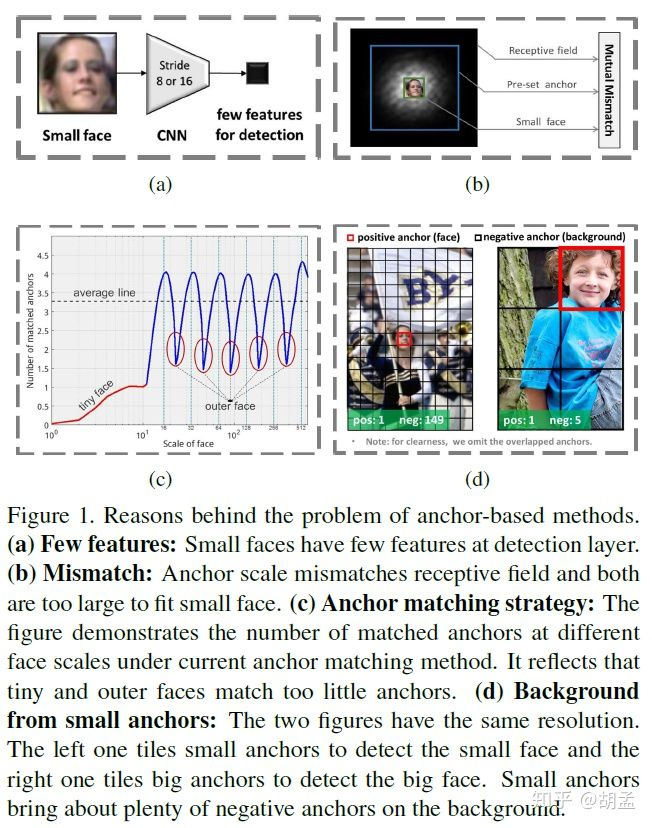 Small face
Stride
8 or 16
CNN
few features
for detection
(a)
Receptive field
Pre-set anchor
Small face
Mutual Mismatch
(b)
Number of matched anchors
4.5
4
3.5
3
2.5
2
1.5
1
0.5
0
average line
tiny face
outer face
10^0
10^1
16
32
64
10^2
128
256
512
Scale of face
(c)
positive anchor (face) negative anchor (background)
BY
pos: 1 neg: 149
pos: 1 neg: 5
• Note: for clearness, we omit the overlapped anchors.
(d)
Figure 1. Reasons behind the problem of anchor-based methods.
(a) Few features: Small faces have few features at detection layer.
(b) Mismatch: Anchor scale mismatches receptive field and both
are too large to fit small face. (c) Anchor matching strategy: The
figure demonstrates the number of matched anchors at different
face scales under current anchor matching method. It reflects that
tiny and outer faces match too little anchors. (d) Background
from small anchors: The two figures have the same resolution.
The left one tiles small anchors to detect the small face and the
right one tiles big anchors to detect the big face. Small anchors
bring about plenty of negative anchors on the background.
知乎 @胡孟